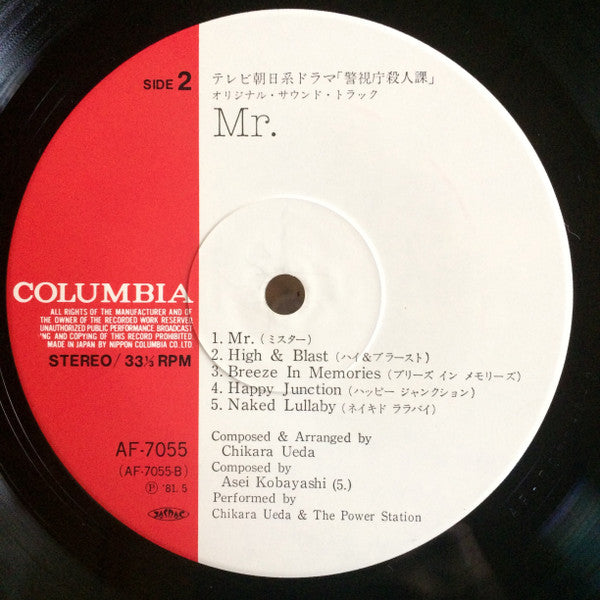 SIDE 2
テレビ朝日系ドラマ「警視庁殺人課」
オリジナル・サウンド・トラック
Mr.
COLUMBIA
ALL RIGHTS OF THE MANUFACTURER AND OF
THE OWNER OF THE RECORDED WORK RESERVED.
UNAUTHORIZED PUBLIC PERFORMANCE BROADCAST
'NG AND COPYING OF THIS RECORD PROHIBITED.
MADE IN JAPAN BY NIPPON COLUMBIA CO. LTD
STEREO/33⅓ RPM
AF-7055
(AF-7055-B)
Ⓟ '81. 5
1. Mr. (ミスター)
2. High & Blast (ハイ&ブラースト)
3. Breeze In Memories (ブリーズ イン メモリーズ)
4. Happy Junction (ハッピー ジャンクション)
5. Naked Lullaby (ネイキド ララバイ)
Composed & Arranged by
Chikara Ueda
Composed by
Asei Kobayashi (5.)
Performed by
Chikara Ueda & The Power Station